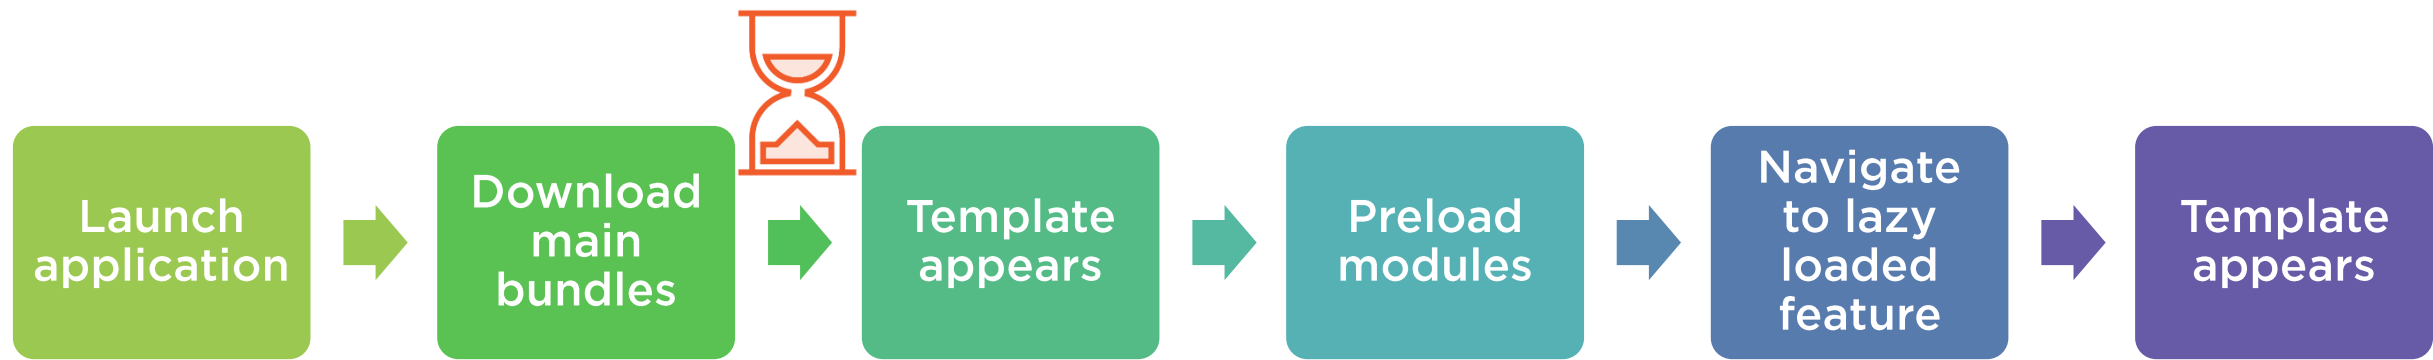 Launch
application
Download
main
bundles
Template
appears
Preload
modules
Navigate
to lazy
loaded
feature
Template
appears